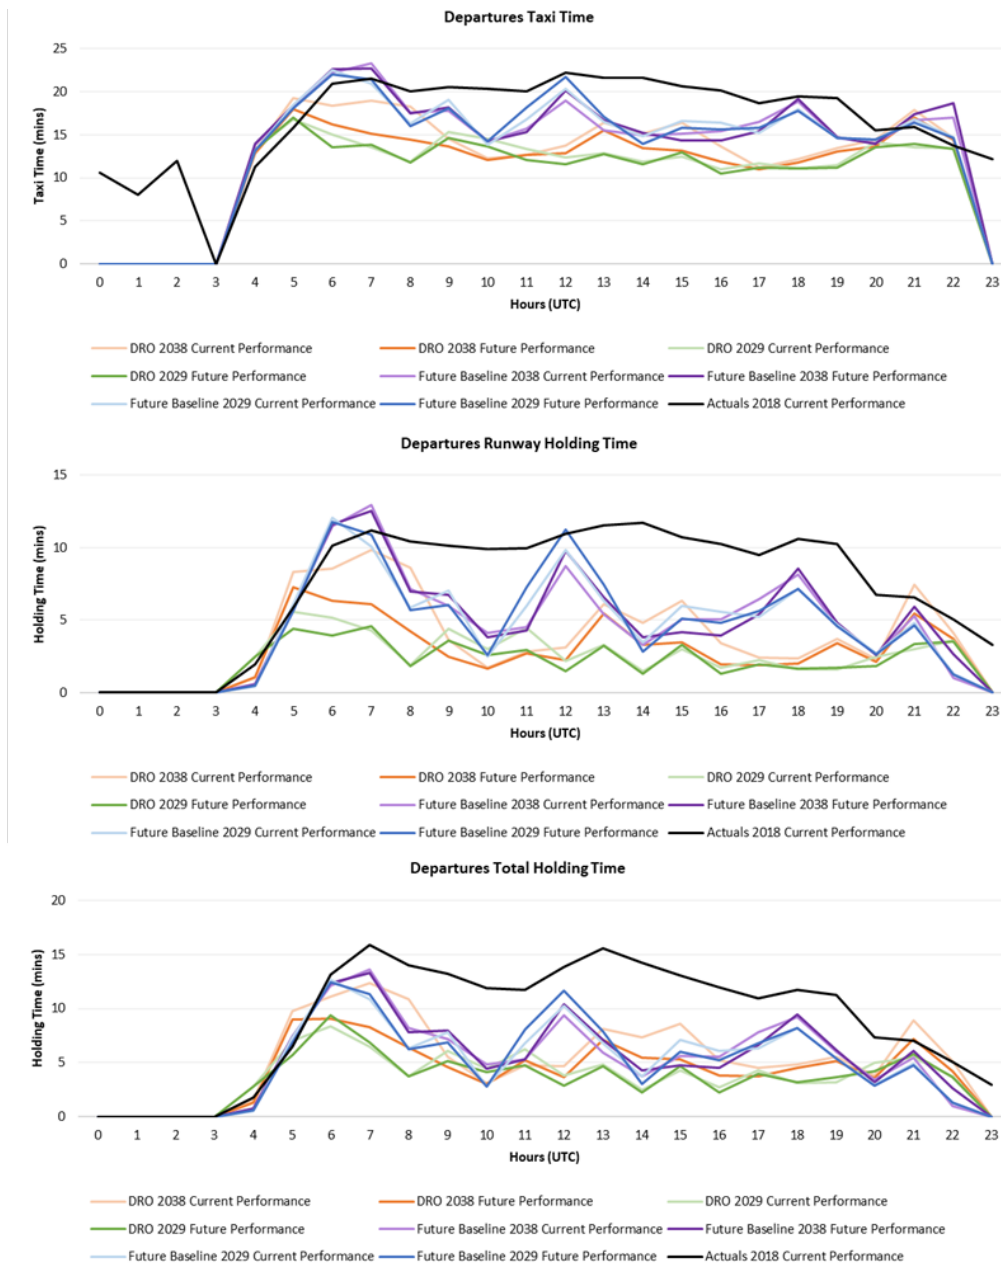 Departures Taxi Time
25
20
15
10
5
0
Taxi Time (mins)
0 1 2 3 4 5 6 7 8 9 10 11 12 13 14 15 16 17 18 19 20 21 22 23
Hours (UTC)
DRO 2038 Current Performance DRO 2038 Future Performance DRO 2029 Current Performance
DRO 2029 Future Performance Future Baseline 2038 Current Performance Future Baseline 2038 Future Performance
Future Baseline 2029 Current Performance Future Baseline 2029 Future Performance Actuals 2018 Current Performance
Departures Runway Holding Time
15
10
5
0
Holding Time (mins)
0 1 2 3 4 5 6 7 8 9 10 11 12 13 14 15 16 17 18 19 20 21 22 23
Hours (UTC)
DRO 2038 Current Performance DRO 2038 Future Performance DRO 2029 Current Performance
DRO 2029 Future Performance Future Baseline 2038 Current Performance Future Baseline 2038 Future Performance
Future Baseline 2029 Current Performance Future Baseline 2029 Future Performance Actuals 2018 Current Performance
Departures Total Holding Time
20
15
10
5
0
Holding Time (mins)
0 1 2 3 4 5 6 7 8 9 10 11 12 13 14 15 16 17 18 19 20 21 22 23
Hours (UTC)
DRO 2038 Current Performance DRO 2038 Future Performance DRO 2029 Current Performance
DRO 2029 Future Performance Future Baseline 2038 Current Performance Future Baseline 2038 Future Performance
Future Baseline 2029 Current Performance Future Baseline 2029 Future Performance Actuals 2018 Current Performance